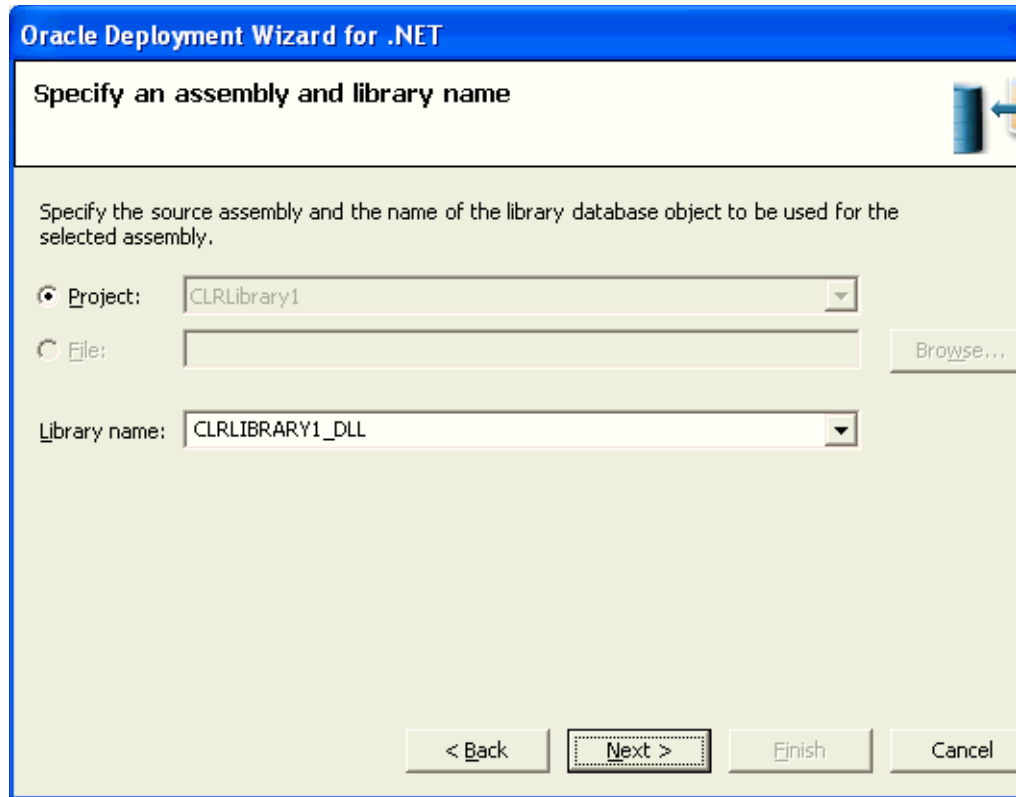 Oracle Deployment Wizard for .NET
Specify an assembly and library name
Specify the source assembly and the name of the library database object to be used for the
selected assembly.
Project: CLRLibrary1
File: Browse...
Library name: CLRLIBRARY1_DLL
< Back Next > Finish Cancel